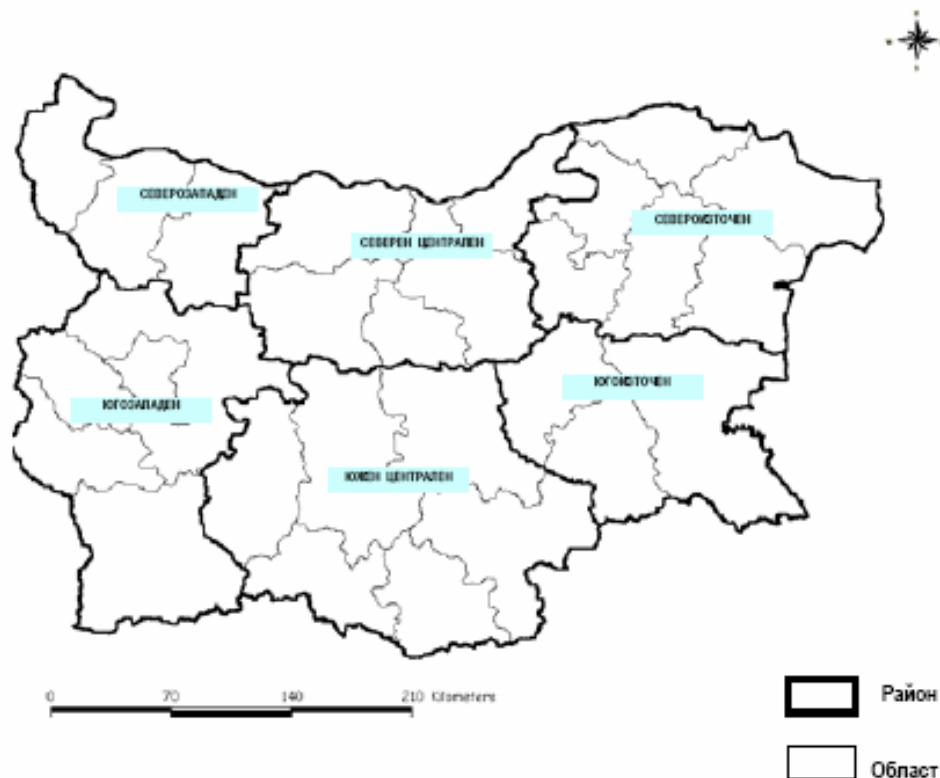 СЕВЕРОЗАПАДЕН
СЕВЕРОИЗТОЧЕН
СЕВЕРЕН ЦЕНТРАЛЕН
ЮГОИЗТОЧЕН
ЮГОЗАПАДЕН
ЮЖЕН ЦЕНТРАЛЕН
0 70 140 210 Kilometers
Район
Област